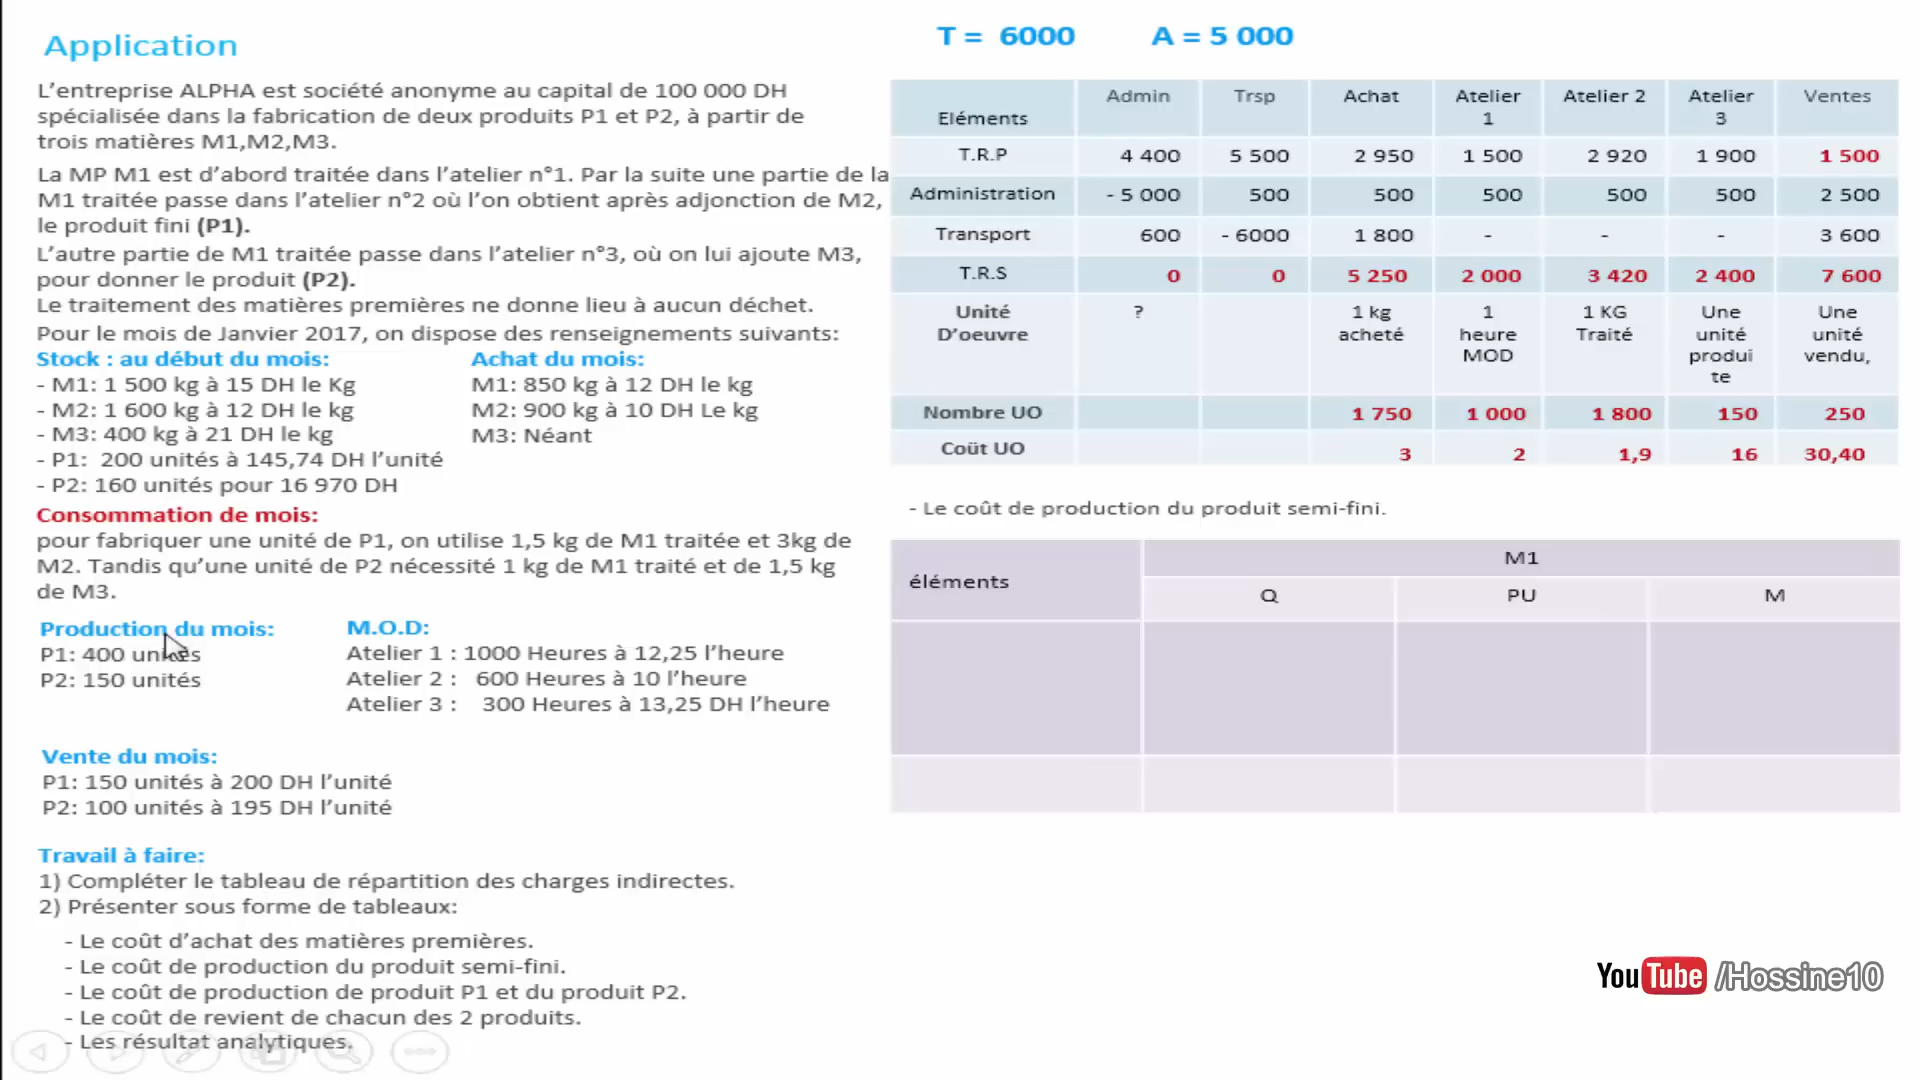 Application
L'entreprise ALPHA est société anonyme au capital de 100 000 DH
spécialisée dans la fabrication de deux produits P1 et P2, à partir de
trois matières M1,M2,M3.
La MP M1 est d'abord traitée dans l'atelier n°1. Par la suite une partie de la
M1 traitée passe dans l'atelier n°2 où l'on obtient après adjonction de M2,
le produit fini (P1).
L'autre partie de M1 traitée passe dans l'atelier n°3, où on lui ajoute M3,
pour donner le produit (P2).
Le traitement des matières premières ne donne lieu à aucun déchet.
Pour le mois de Janvier 2017, on dispose des renseignements suivants:
Stock : au début du mois:
- M1: 1 500 kg à 15 DH le Kg
- M2: 1 600 kg à 12 DH le kg
- M3: 400 kg à 21 DH le kg
- P1: 200 unités à 145,74 DH l'unité
- P2: 160 unités pour 16 970 DH
Achat du mois:
M1: 850 kg à 12 DH le kg
M2: 900 kg à 10 DH Le kg
M3: Néant
Consommation de mois:
pour fabriquer une unité de P1, on utilise 1,5 kg de M1 traitée et 3kg de
M2. Tandis qu'une unité de P2 nécessité 1 kg de M1 traité et de 1,5 kg
de M3.
Production du mois:
P1: 400 unités
P2: 150 unités
M.O.D:
Atelier 1 : 1000 Heures à 12,25 l'heure
Atelier 2 : 600 Heures à 10 l'heure
Atelier 3 : 300 Heures à 13,25 DH l'heure
Vente du mois:
P1: 150 unités à 200 DH l'unité
P2: 100 unités à 195 DH l'unité
Travail à faire:
1) Compléter le tableau de répartition des charges indirectes.
2) Présenter sous forme de tableaux:
- Le coût d'achat des matières premières.
- Le coût de production du produit semi-fini.
- Le coût de production de produit P1 et du produit P2.
- Le coût de revient de chacun des 2 produits.
- Les résultat analytiques.
T = 6000 A = 5 000
Eléments Admin Trsp Achat Atelier 1 Atelier 2 Atelier 3 Ventes
T.R.P 4 400 5 500 2 950 1 500 2 920 1 900 1 500
Administration - 5 000 500 500 500 500 500 2 500
Transport 600 - 6000 1 800 - - - 3 600
T.R.S 0 0 5 250 2 000 3 420 2 400 7 600
Unité D'oeuvre ? 1 kg acheté 1 heure MOD 1 KG Traité Une unité produi te Une unité vendu,
Nombre UO 1 750 1 000 1 800 150 250
Coût UO 3 2 1,9 16 30,40
- Le coût de production du produit semi-fini.
éléments M1
Q PU M
YouTube /Hossine10